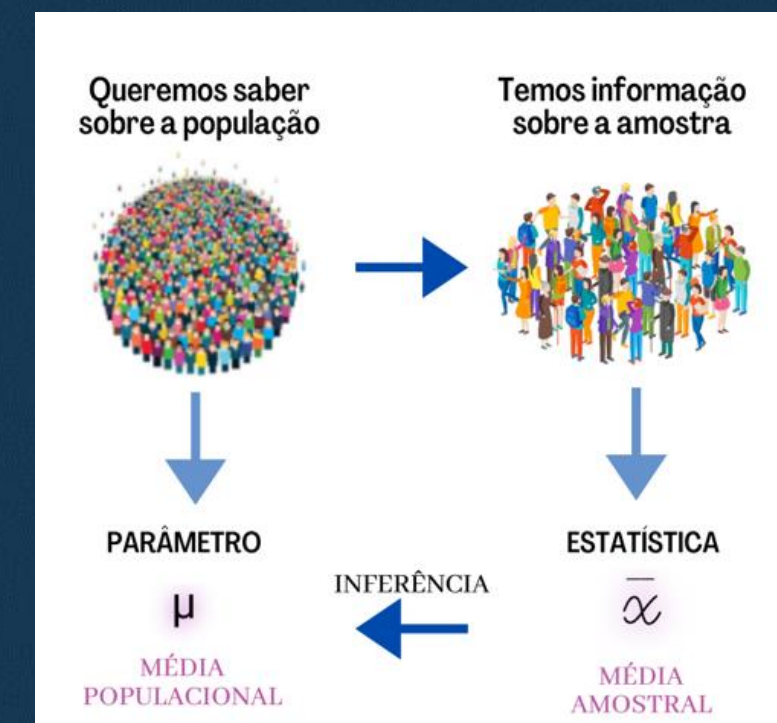 Queremos saber
sobre a população
Temos informação
sobre a amostra
PARÂMETRO
μ
MÉDIA
POPULACIONAL
INFERÊNCIA
ESTATÍSTICA
x̄
MÉDIA
AMOSTRAL